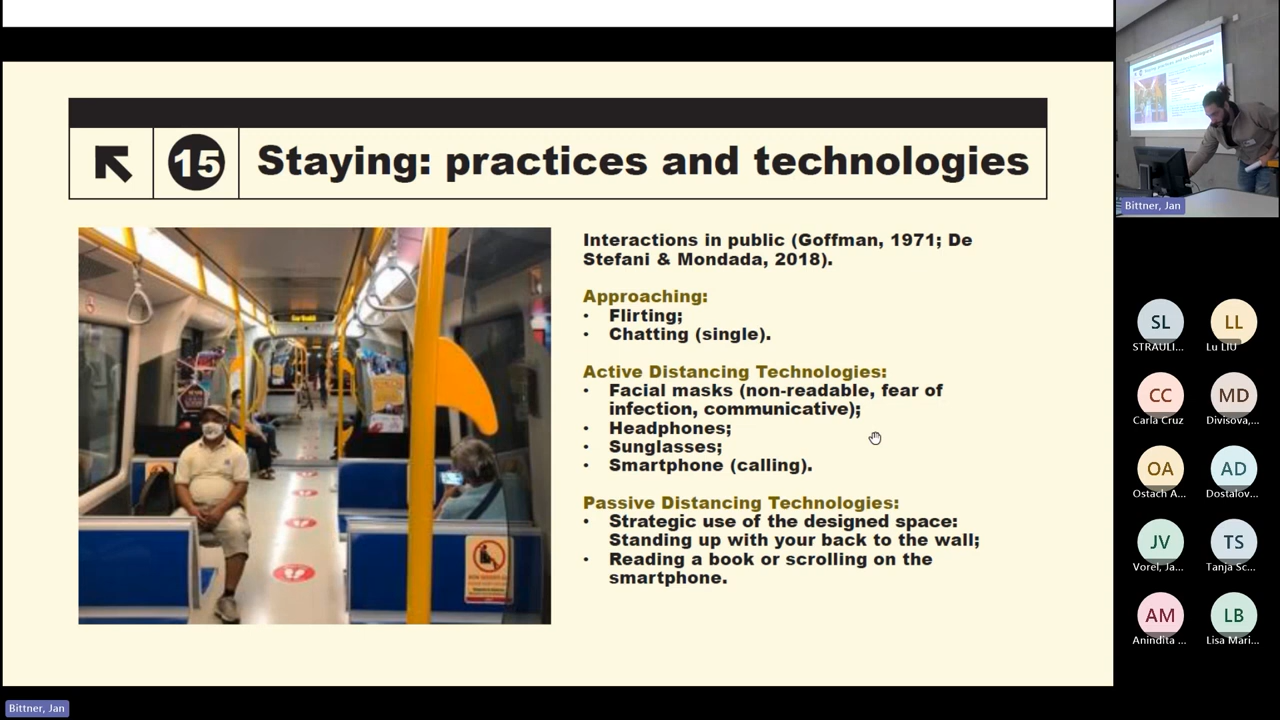 15
Staying: practices and technologies
Interactions in public (Goffman, 1971; De
Stefani & Mondada, 2018).
Approaching:
• Flirting;
• Chatting (single).
Active Distancing Technologies:
• Facial masks (non-readable, fear of
infection, communicative);
• Headphones;
• Sunglasses;
• Smartphone (calling).
Passive Distancing Technologies:
• Strategic use of the designed space:
Standing up with your back to the wall;
• Reading a book or scrolling on the
smartphone.
Bittner, Jan
SL
STRAULI...
LL
Lu LIU
CC
Carla Cruz
MD
Divisova,...
OA
Ostach A...
AD
Dostalov...
JV
Vorel, Ja...
TS
Tanja Sc...
AM
Anindita ...
LB
Lisa Mari...
Bittner, Jan